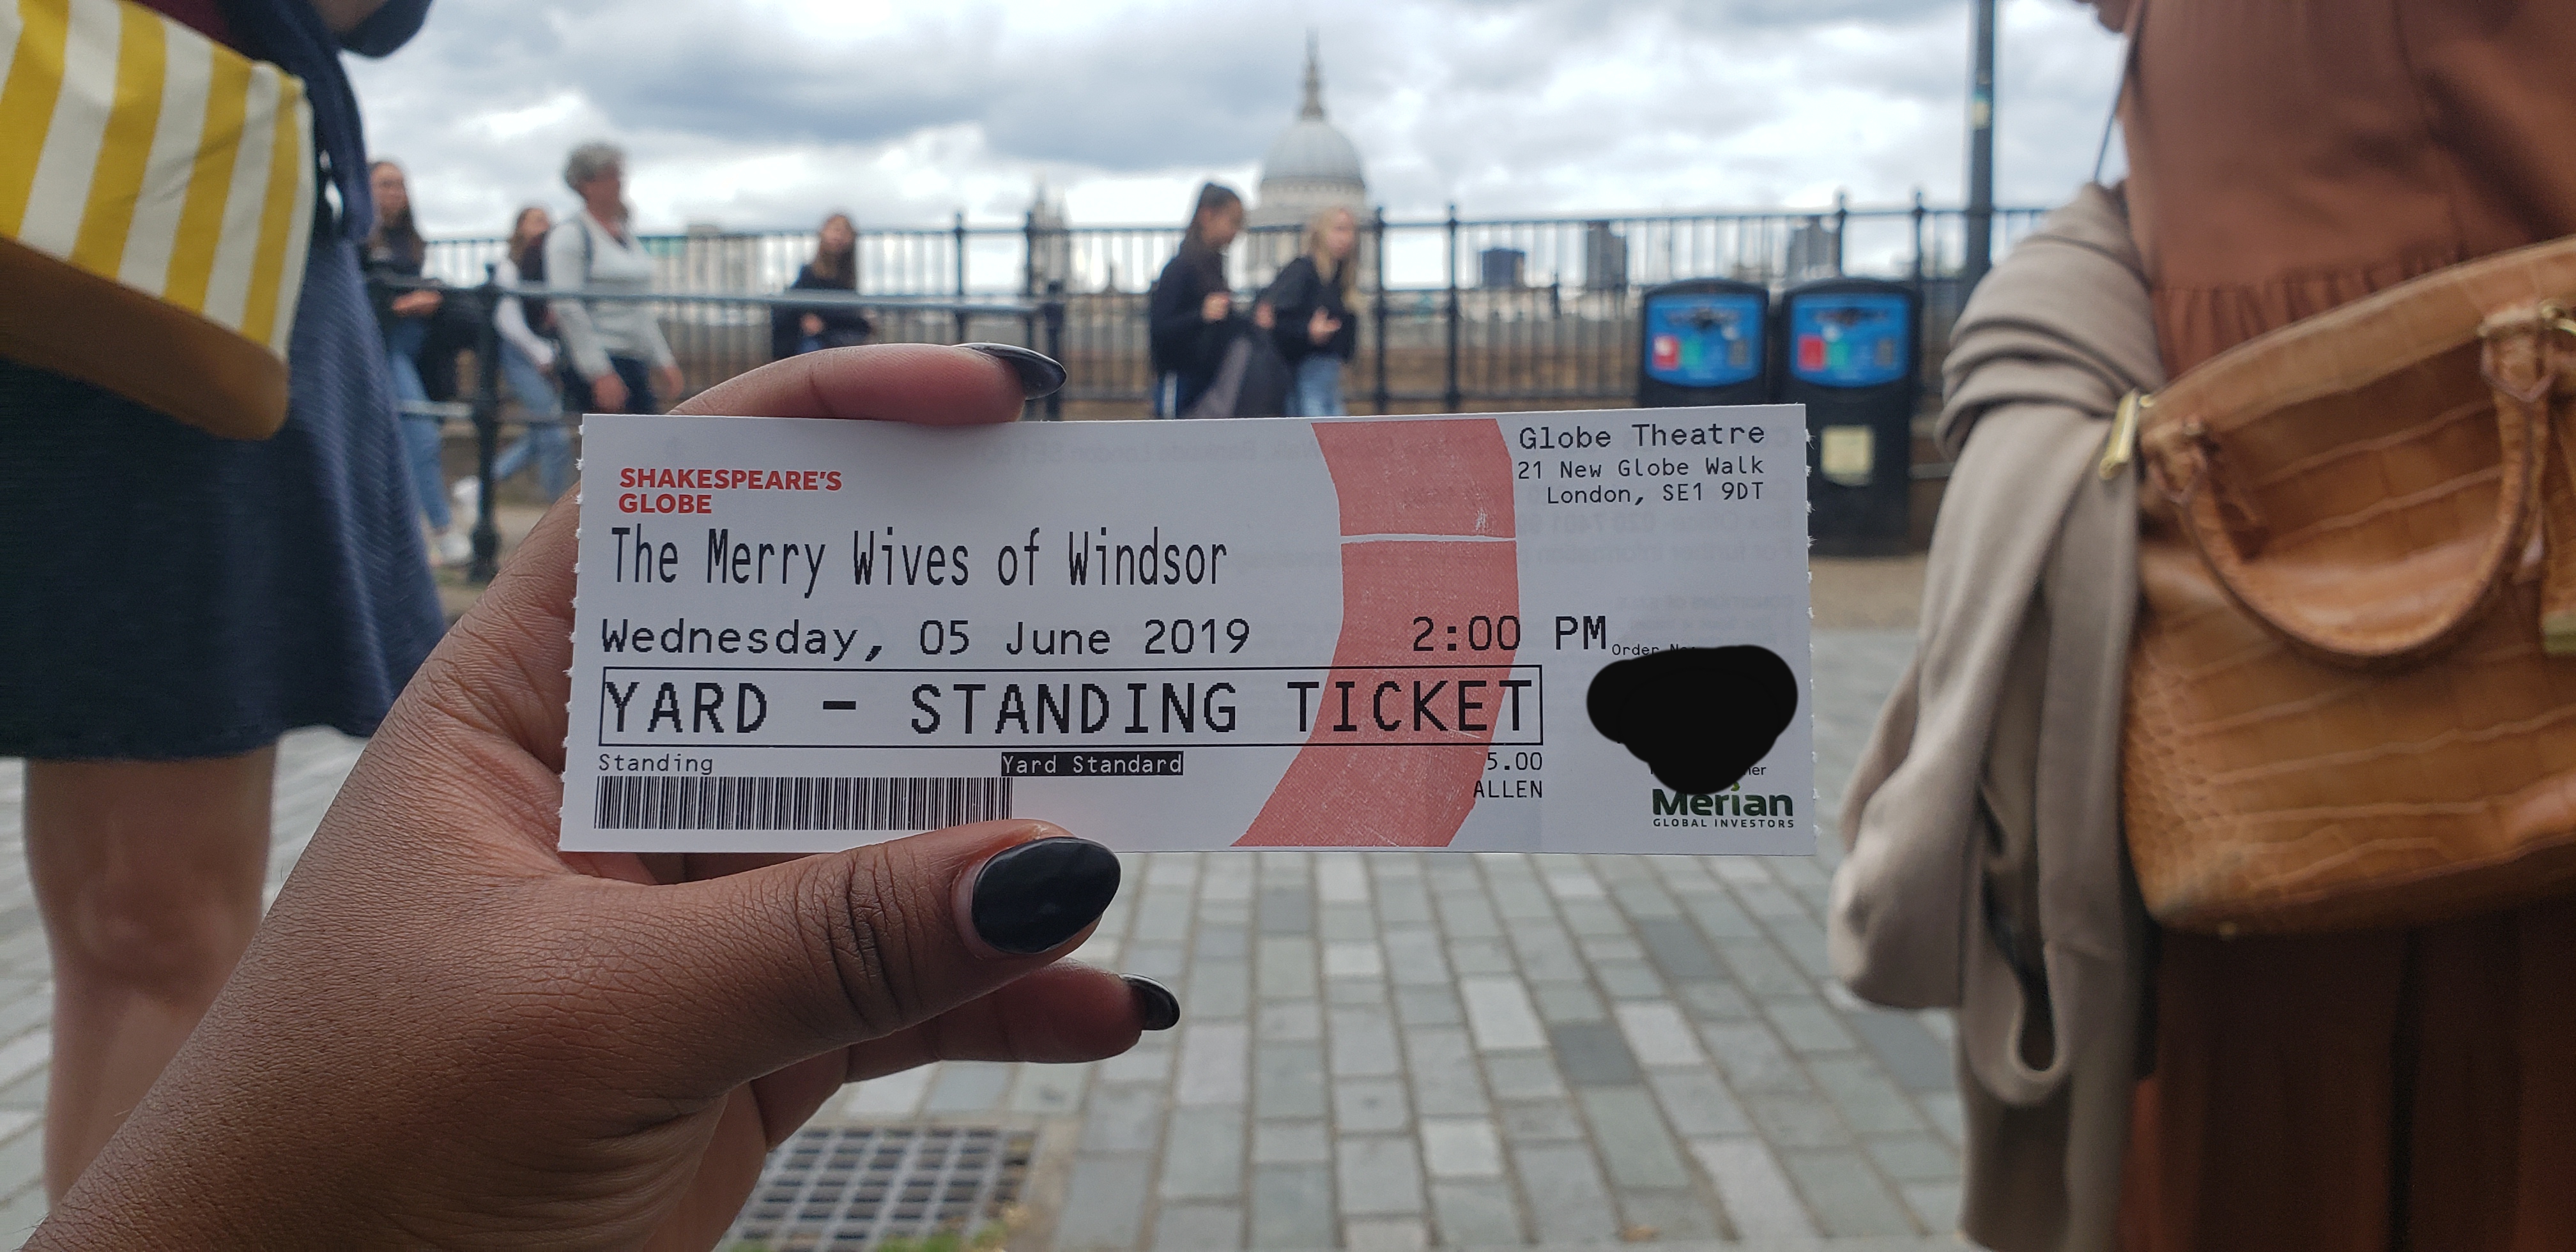 SHAKESPEARE'S
GLOBE
Globe Theatre
21 New Globe Walk
London, SE1 9DT
The Merry Wives of Windsor
Wednesday, 05 June 2019 2:00 PM
Order
YARD - STANDING TICKET
Standing Yard Standard 5.00
ALLEN
Merian
GLOBAL INVESTORS